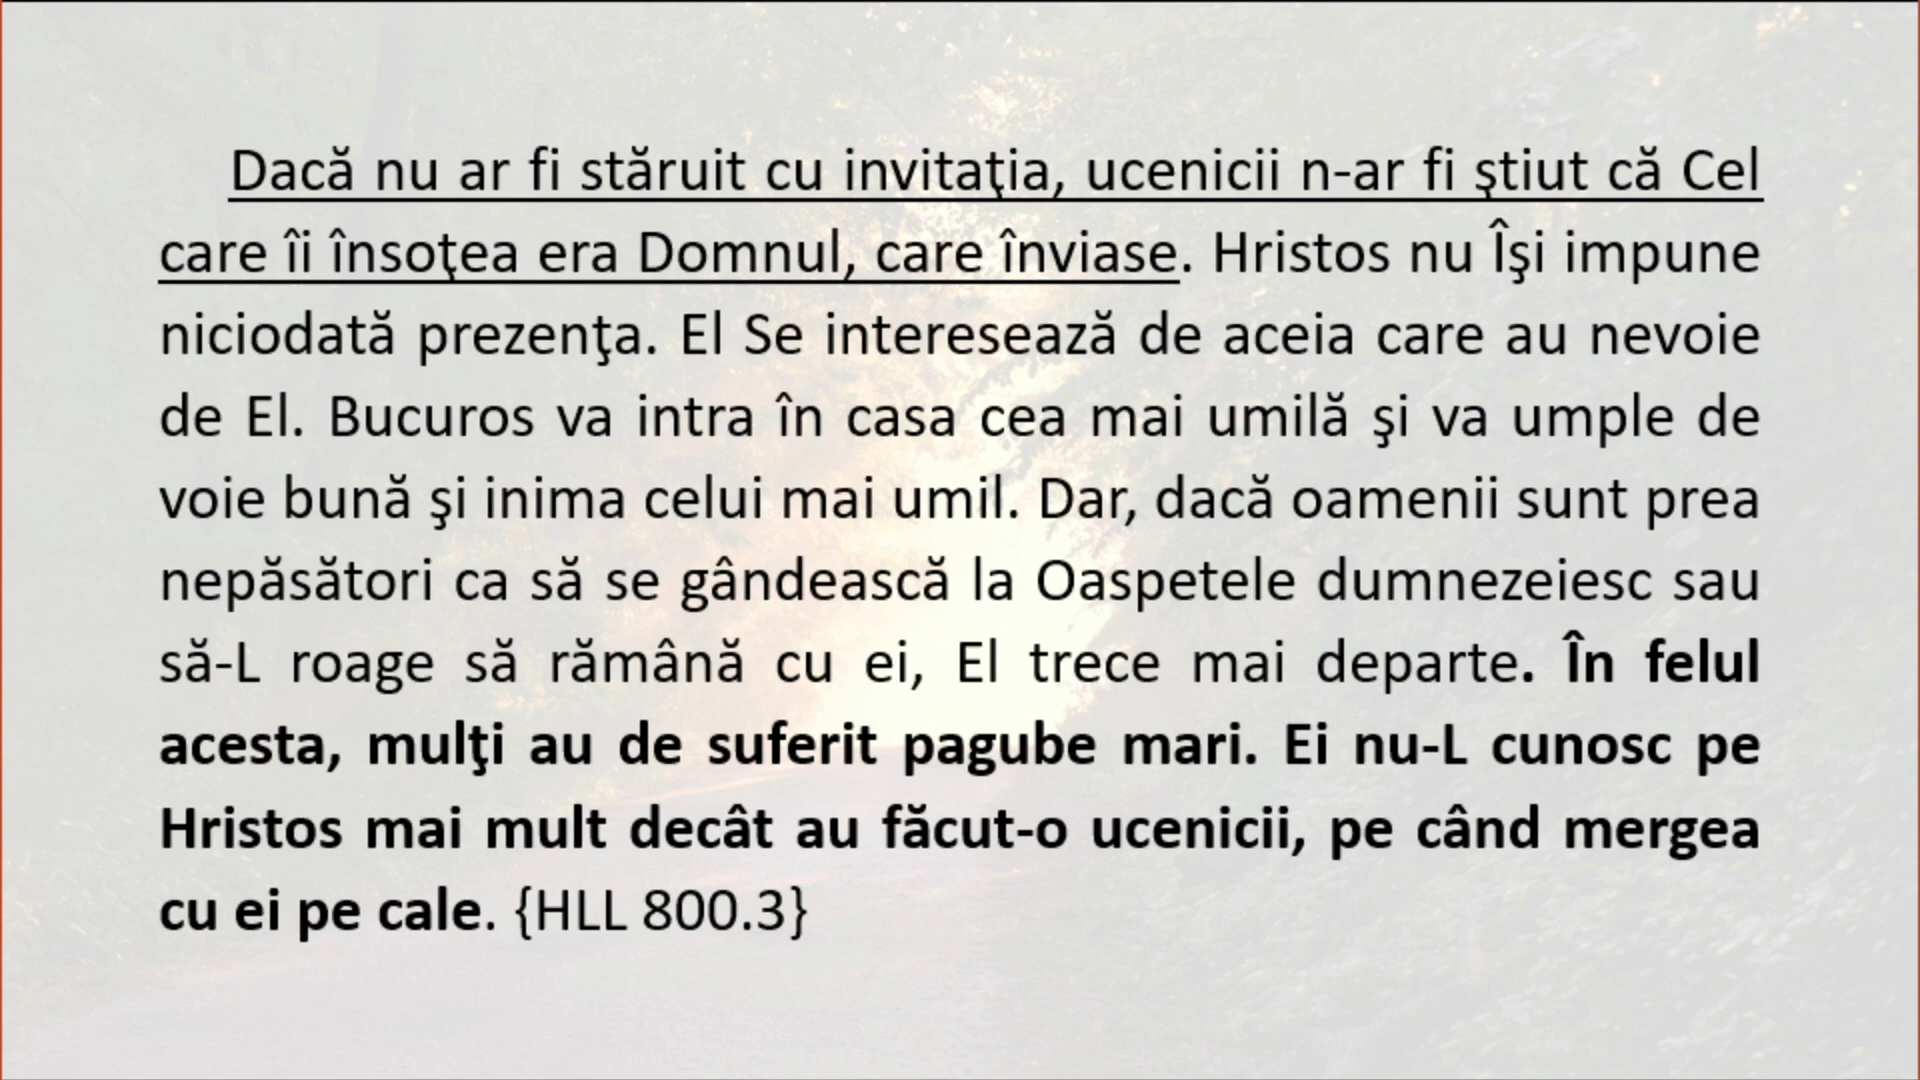 Dacă nu ar fi stăruit cu invitaţia, ucenicii n-ar fi ştiut că Cel
care îi însoţea era Domnul, care înviase. Hristos nu Îşi impune
niciodată prezenţa. El Se interesează de aceia care au nevoie
de El. Bucuros va intra în casa cea mai umilă şi va umple de
voie bună şi inima celui mai umil. Dar, dacă oamenii sunt prea
nepăsători ca să se gândească la Oaspetele dumnezeiesc sau
să-L roage să rămână cu ei, El trece mai departe. În felul
acesta, mulţi au de suferit pagube mari. Ei nu-L cunosc pe
Hristos mai mult decât au făcut-o ucenicii, pe când mergea
cu ei pe cale. {HLL 800.3}